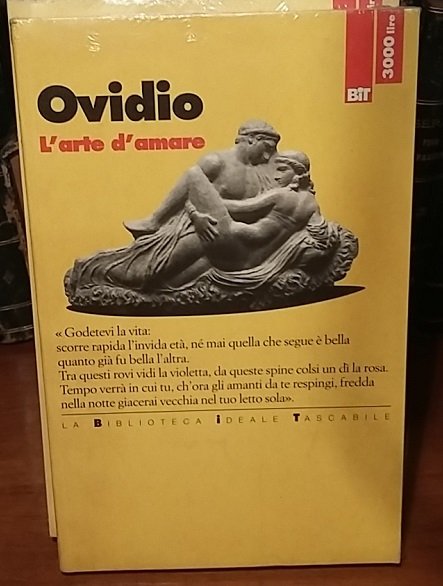 3000 lire
BiT
Ovidio
L'arte d'amare
« Godetevi la vita:
scorre rapida l'invida età, né mai quella che segue è bella
quanto già fu bella l'altra.
Tra questi rovi vidi la violetta, da queste spine colsi un dì la rosa.
Tempo verrà in cui tu, ch'ora gli amanti da te respingi, fredda
nella notte giacerai vecchia nel tuo letto sola».
LA BIBLIOTECA iDEALE TASCABILE